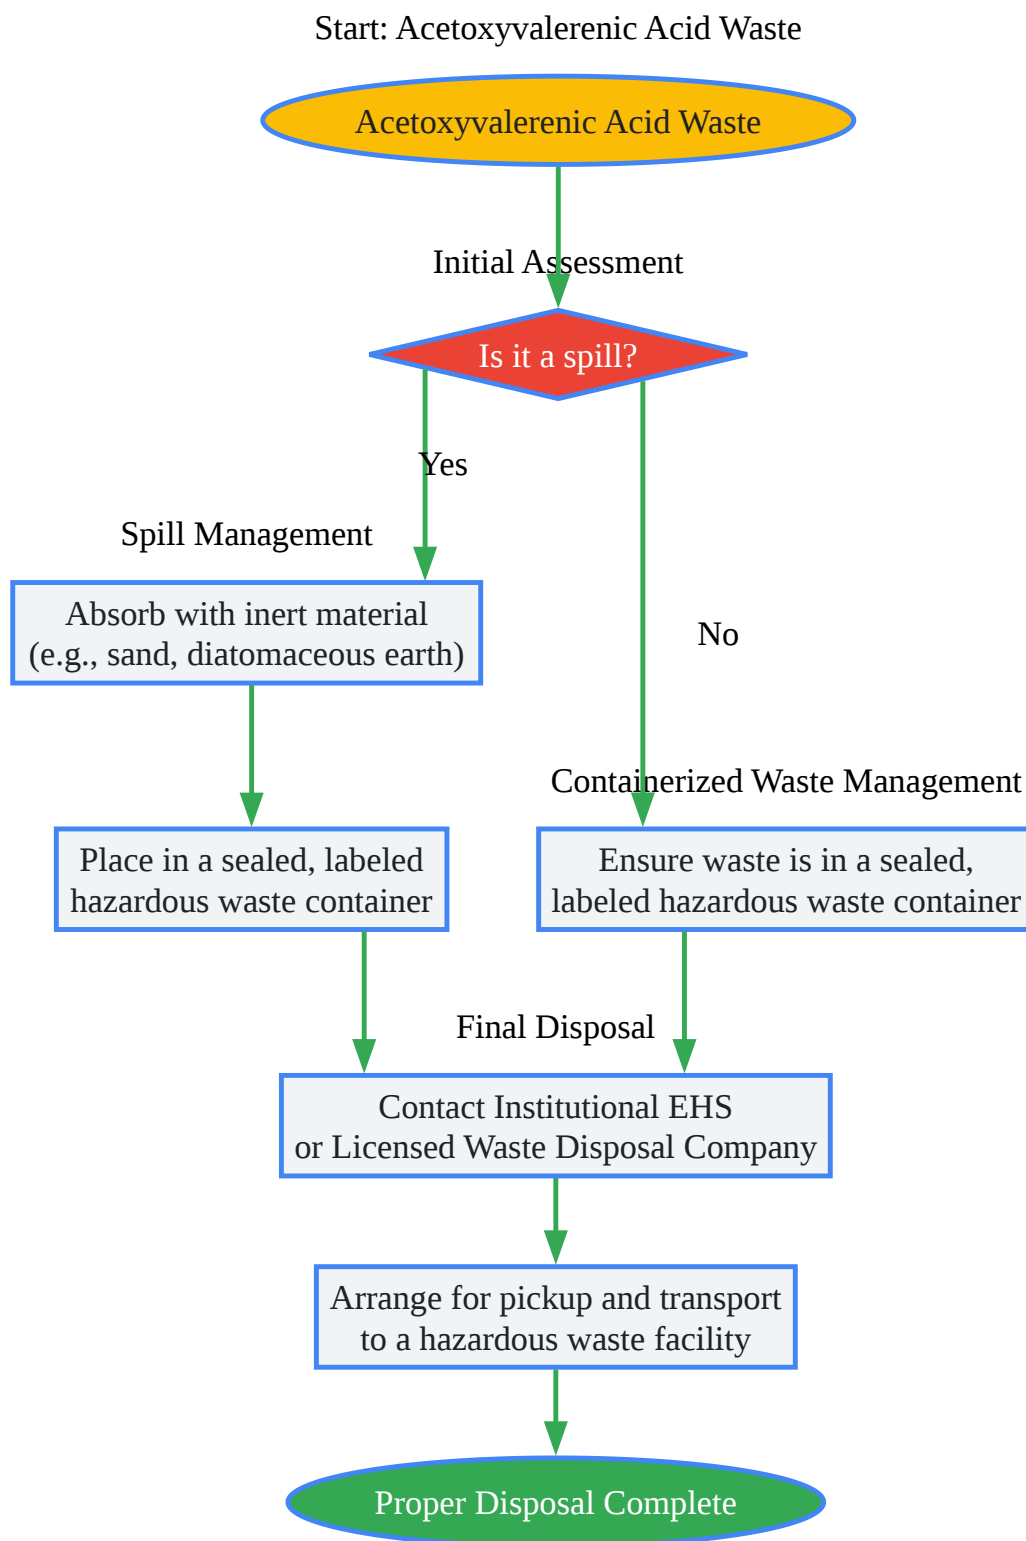 Start: Acetoxyvalerenic Acid Waste
Acetoxyvalerenic Acid Waste
Initial Assessment
Is it a spill?
Yes
Spill Management
Absorb with inert material
(e.g., sand, diatomaceous earth)
No
Containerized Waste Management
Place in a sealed, labeled
hazardous waste container
Ensure waste is in a sealed,
labeled hazardous waste container
Final Disposal
Contact Institutional EHS
or Licensed Waste Disposal Company
Arrange for pickup and transport
to a hazardous waste facility
Proper Disposal Complete